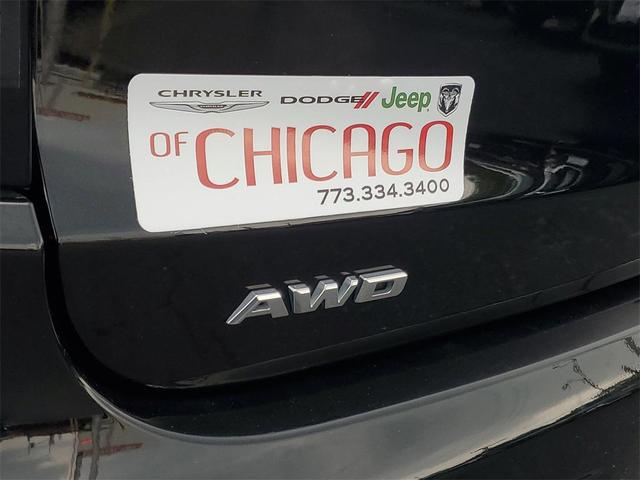 CHRYSLER DODGE Jeep
OF CHICAGO
773.334.3400
AWD